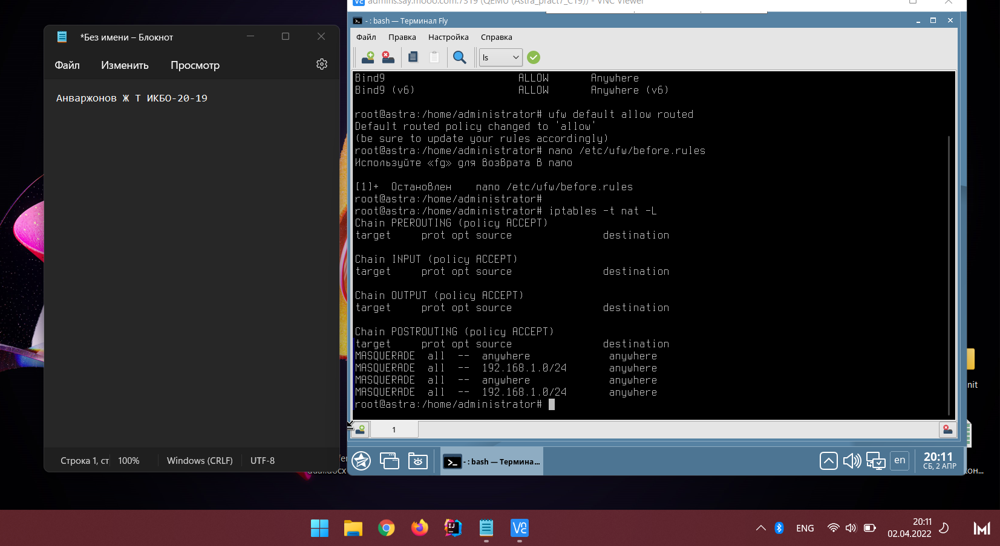 *Без имени – Блокнот
Файл Изменить Просмотр
Анваржонов Ж Т ИКБО-20-19
Строка 1, ст 100% Windows (CRLF) UTF-8
admins.say.mooo.com:7319 (QEMU (Astra_pract7_C19)) - VNC Viewer
- : bash — Терминал Fly
Файл Правка Настройка Справка
ls
Bind9 ALLOW Anywhere
Bind9 (v6) ALLOW Anywhere (v6)
root@astra:/home/administrator# ufw default allow routed
Default routed policy changed to 'allow'
(be sure to update your rules accordingly)
root@astra:/home/administrator# nano /etc/ufw/before.rules
Используйте «fg» для возврата в nano
[1]+ Остановлен nano /etc/ufw/before.rules
root@astra:/home/administrator#
root@astra:/home/administrator# iptables -t nat -L
Chain PREROUTING (policy ACCEPT)
target prot opt source destination
Chain INPUT (policy ACCEPT)
target prot opt source destination
Chain OUTPUT (policy ACCEPT)
target prot opt source destination
Chain POSTROUTING (policy ACCEPT)
target prot opt source destination
MASQUERADE all -- anywhere anywhere
MASQUERADE all -- 192.168.1.0/24 anywhere
MASQUERADE all -- anywhere anywhere
MASQUERADE all -- 192.168.1.0/24 anywhere
root@astra:/home/administrator#
1
- : bash — Термина...
en
20:11
СБ, 2 АПР
nit
кон...
dual.docx
ENG
20:11
02.04.2022